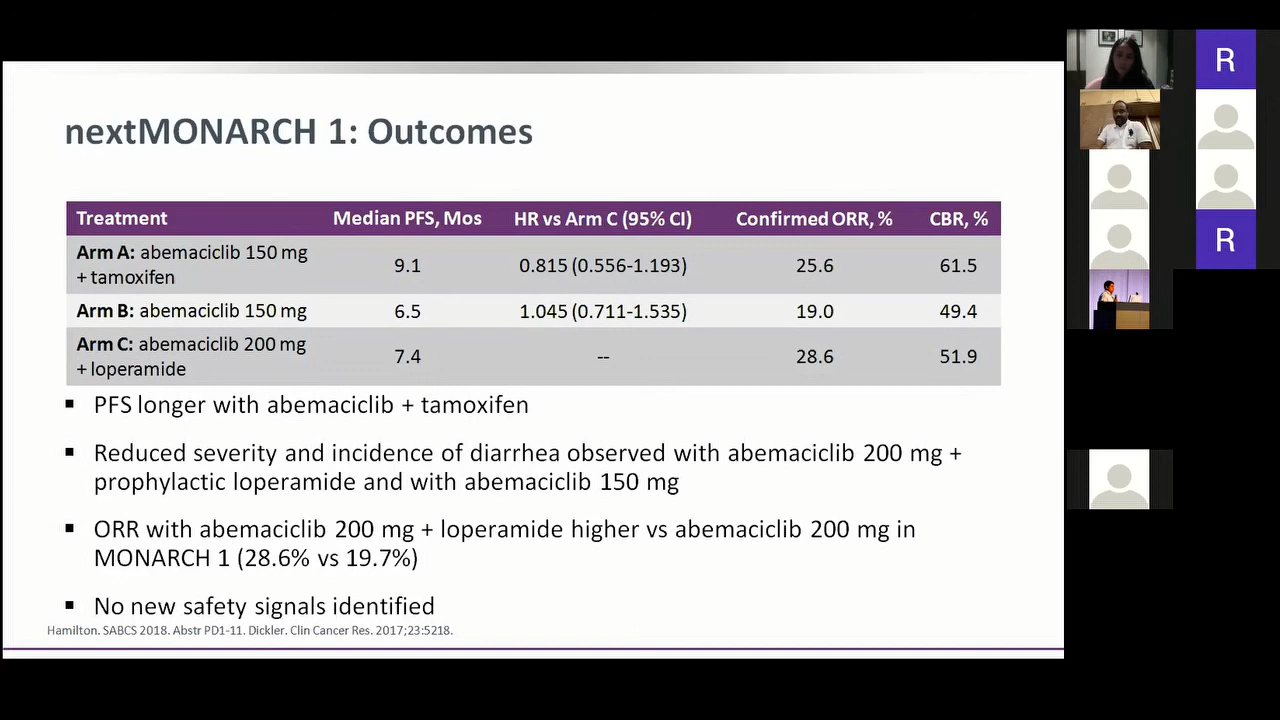 nextMONARCH 1: Outcomes
Treatment Median PFS, Mos HR vs Arm C (95% CI) Confirmed ORR, % CBR, %
Arm A: abemaciclib 150 mg
+ tamoxifen 9.1 0.815 (0.556-1.193) 25.6 61.5
Arm B: abemaciclib 150 mg 6.5 1.045 (0.711-1.535) 19.0 49.4
Arm C: abemaciclib 200 mg
+ loperamide 7.4 -- 28.6 51.9
▪ PFS longer with abemaciclib + tamoxifen
▪ Reduced severity and incidence of diarrhea observed with abemaciclib 200 mg +
prophylactic loperamide and with abemaciclib 150 mg
▪ ORR with abemaciclib 200 mg + loperamide higher vs abemaciclib 200 mg in
MONARCH 1 (28.6% vs 19.7%)
▪ No new safety signals identified
Hamilton. SABCS 2018. Abstr PD1-11. Dickler. Clin Cancer Res. 2017;23:5218.
R
R